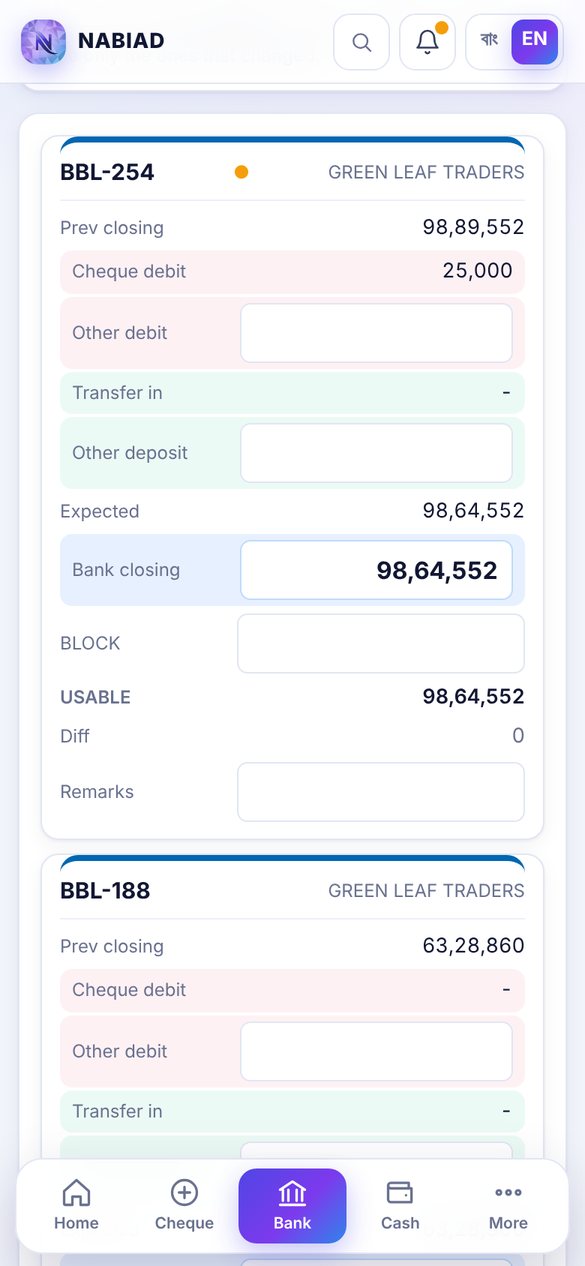 NABIAD
বাং EN
BBL-254 GREEN LEAF TRADERS
Prev closing 98,89,552
Cheque debit 25,000
Other debit
Transfer in -
Other deposit
Expected 98,64,552
Bank closing 98,64,552
BLOCK
USABLE 98,64,552
Diff 0
Remarks
BBL-188 GREEN LEAF TRADERS
Prev closing 63,28,860
Cheque debit -
Other debit
Transfer in -
Home Cheque Bank Cash More